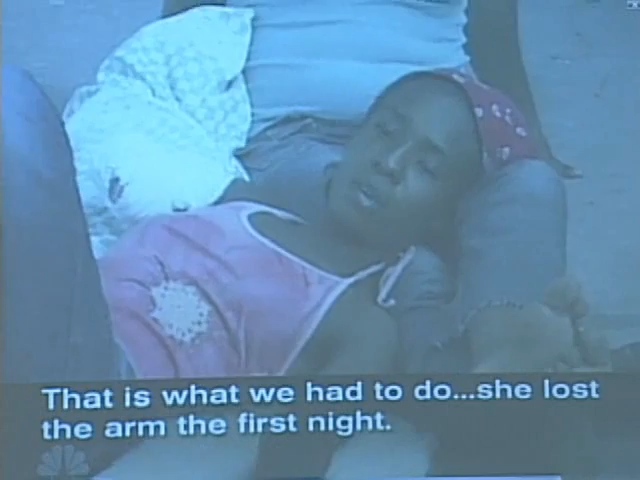 That is what we had to do...she lost
the arm the first night.